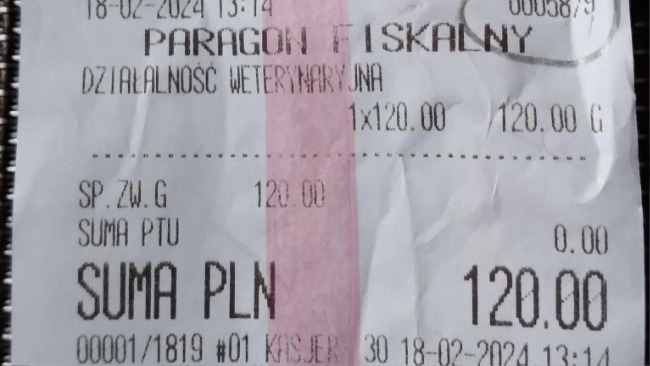 18-02-2024 13:14 0005879
PARAGON FISKALNY
DZIAŁALNOŚĆ WETERYNARYJNA
1x120.00 120.00 G
SP.ZW.G 120.00
SUMA PTU 0.00
SUMA PLN 120.00
00001/1819 #01 KASJER 30 18-02-2024 13:14